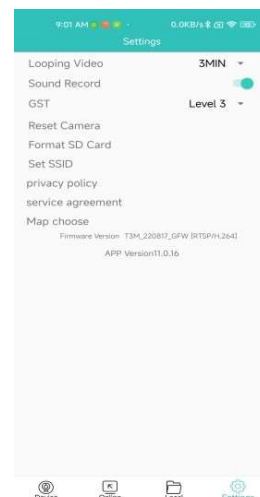 9:01 AM 0.0KB/s
Settings
Looping Video 3MIN
Sound Record
GST Level 3
Reset Camera
Format SD Card
Set SSID
privacy policy
service agreement
Map choose
Firmware Version T3M_220817_GFW [RTSP/H.264]
APP Version11.0.16
Device Online Local Settings